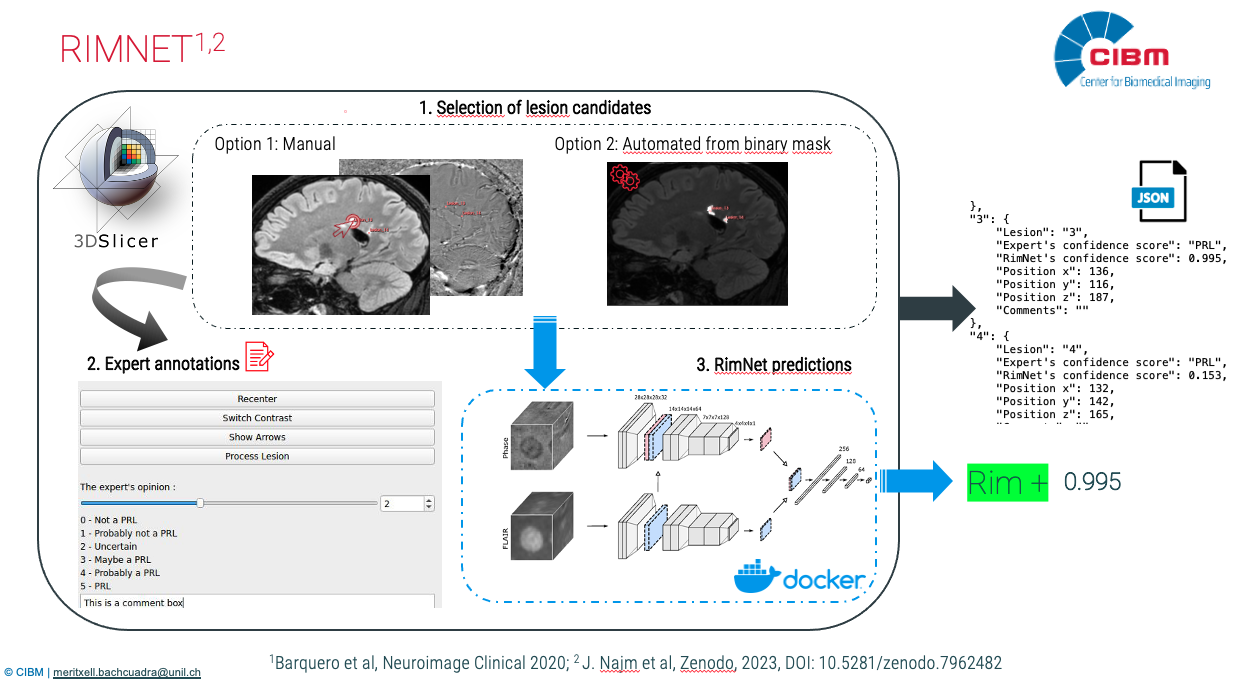 RIMNET1,2
CIBM
Center for Biomedical Imaging
1. Selection of lesion candidates
Option 1: Manual
Option 2: Automated from binary mask
3DSlicer
JSON
},
"3": {
"Lesion": "3",
"Expert's confidence score": "PRL",
"RimNet's confidence score": 0.995,
"Position x": 136,
"Position y": 116,
"Position z": 187,
"Comments": ""
},
"4": {
"Lesion": "4",
"Expert's confidence score": "PRL",
"RimNet's confidence score": 0.153,
"Position x": 132,
"Position y": 142,
"Position z": 165,
2. Expert annotations
Recenter
Switch Contrast
Show Arrows
Process Lesion
The expert's opinion :
2
0 - Not a PRL
1 - Probably not a PRL
2 - Uncertain
3 - Maybe a PRL
4 - Probably a PRL
5 - PRL
This is a comment box
3. RimNet predictions
28x28x28x32
14x14x14x64
7x7x7x128
Phase
FLAIR
256
128
64
docker
Rim + 0.995
1Barquero et al, Neuroimage Clinical 2020; 2 J. Najm et al, Zenodo, 2023, DOI: 10.5281/zenodo.7962482
© CIBM | meritxell.bachcuadra@unil.ch